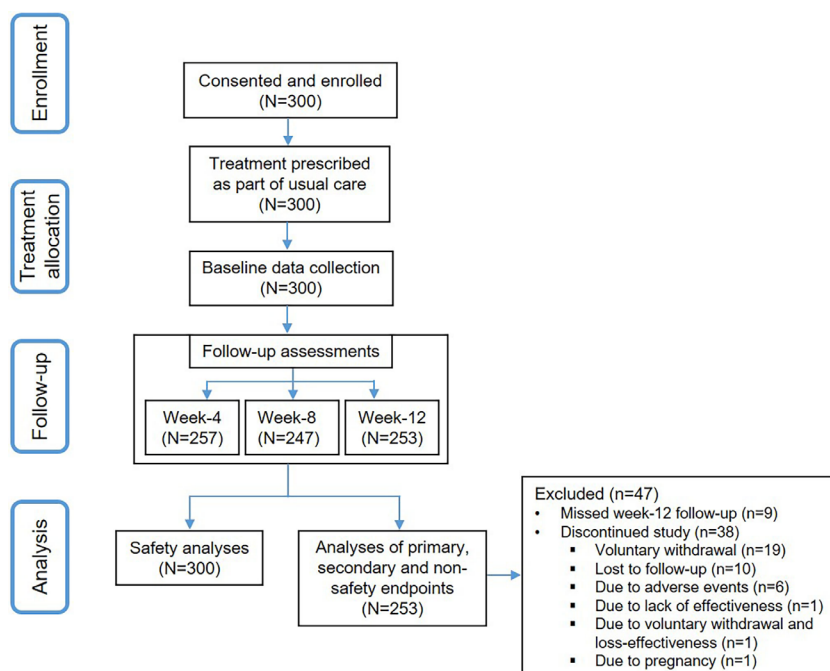 Enrollment
Consented and enrolled
(N=300)
Treatment
allocation
Treatment prescribed
as part of usual care
(N=300)
Baseline data collection
(N=300)
Follow-up
Follow-up assessments
Week-4
(N=257)
Week-8
(N=247)
Week-12
(N=253)
Analysis
Safety analyses
(N=300)
Analyses of primary,
secondary and non-
safety endpoints
(N=253)
Excluded (n=47)
• Missed week-12 follow-up (n=9)
• Discontinued study (n=38)
▪ Voluntary withdrawal (n=19)
▪ Lost to follow-up (n=10)
▪ Due to adverse events (n=6)
▪ Due to lack of effectiveness (n=1)
▪ Due to voluntary withdrawal and
loss-effectiveness (n=1)
▪ Due to pregnancy (n=1)